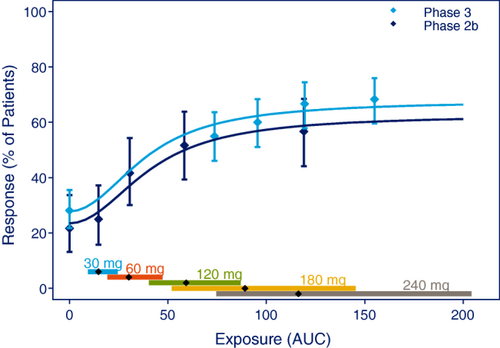 Phase 3
Phase 2b
100
80
60
40
20
0
Response (% of Patients)
30 mg
60 mg
120 mg
180 mg
240 mg
0
50
100
150
200
Exposure (AUC)